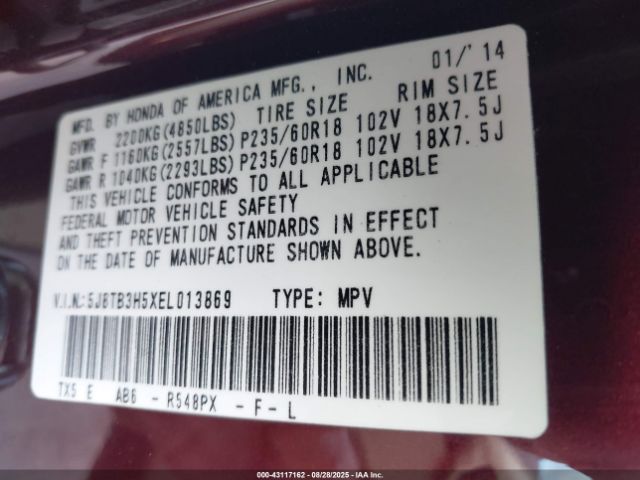 MFD. BY HONDA OF AMERICA MFG., INC. 01/'14
GVWR 2200KG(4850LBS) TIRE SIZE RIM SIZE
GAWR F 1160KG(2557LBS) P235/60R18 102V 18X7.5J
GAWR R 1040KG(2293LBS) P235/60R18 102V 18X7.5J
THIS VEHICLE CONFORMS TO ALL APPLICABLE
FEDERAL MOTOR VEHICLE SAFETY
AND THEFT PREVENTION STANDARDS IN EFFECT
ON THE DATE OF MANUFACTURE SHOWN ABOVE.
V.I.N.:5J8TB3H5XEL013869 TYPE: MPV
TX5 E AB6 - R548PX - F - L
000-43117162 | 08/28/2025 | IAA Inc.